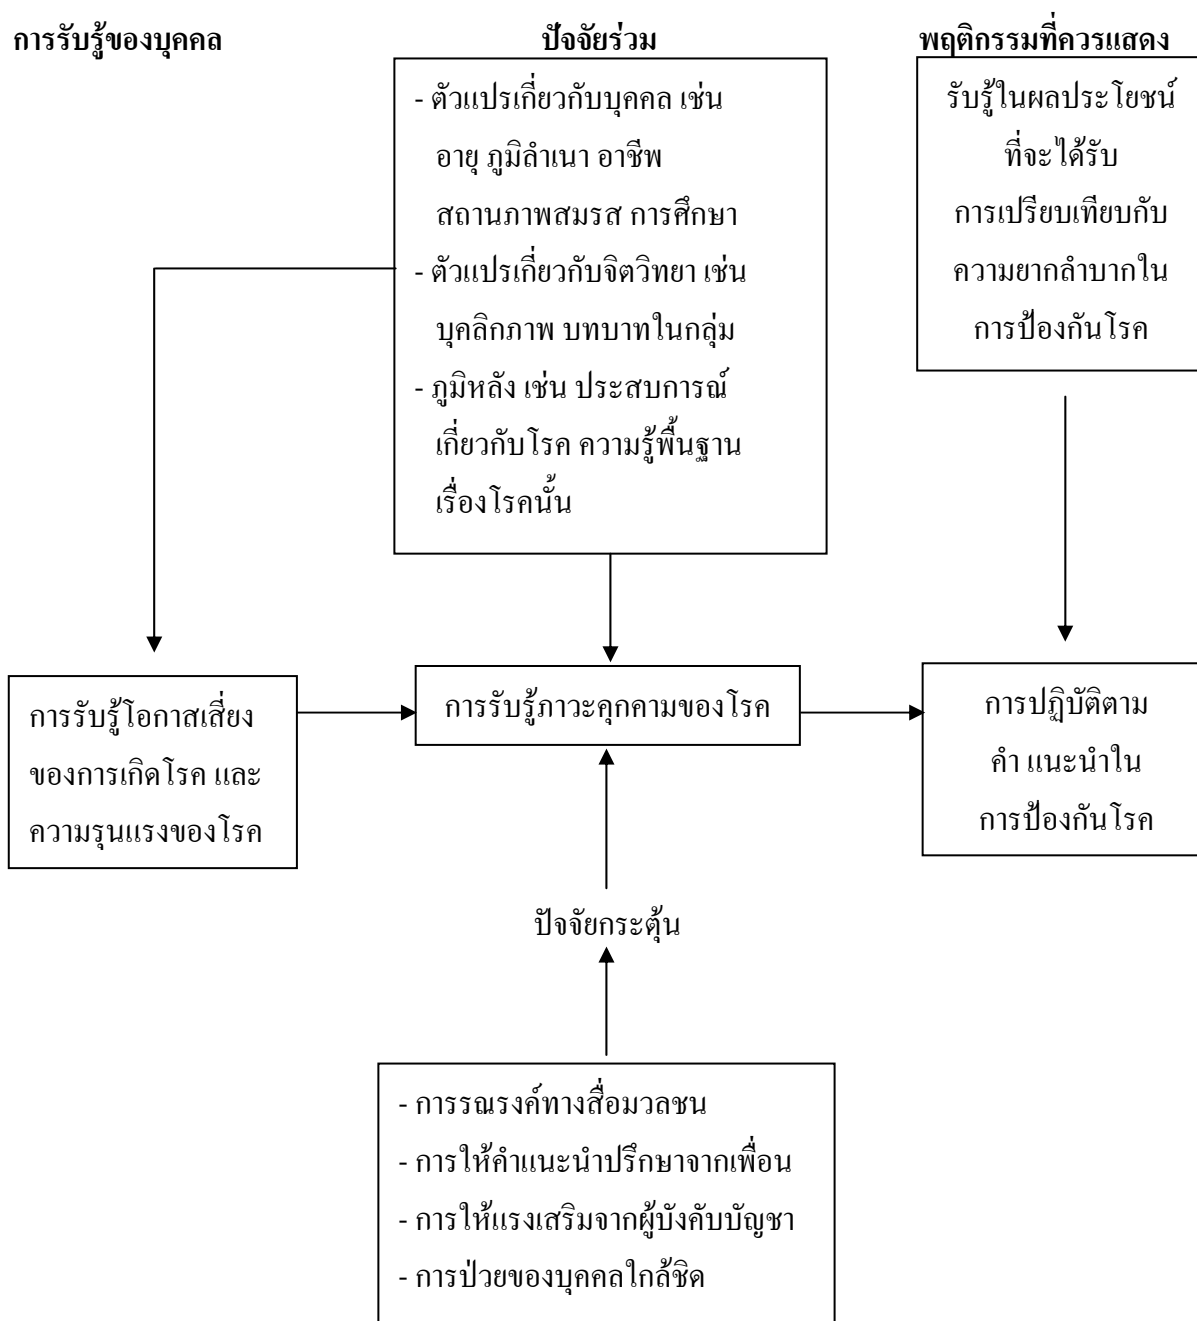 การรับรู้ของบุคคล
ปัจจัยร่วม
พฤติกรรมที่ควรแสดง
- ตัวแปรเกี่ยวกับบุคคล เช่น
อายุ ภูมิลำเนา อาชีพ
สถานภาพสมรส การศึกษา
- ตัวแปรเกี่ยวกับจิตวิทยา เช่น
บุคลิกภาพ บทบาทในกลุ่ม
- ภูมิหลัง เช่น ประสบการณ์
เกี่ยวกับโรค ความรู้พื้นฐาน
เรื่องโรคนั้น
รับรู้ในผลประโยชน์
ที่จะได้รับ
การเปรียบเทียบกับ
ความยากลำบากใน
การป้องกันโรค
การรับรู้โอกาสเสี่ยง
ของการเกิดโรค และ
ความรุนแรงของโรค
การรับรู้ภาวะคุกคามของโรค
การปฏิบัติตาม
คำ แนะนำใน
การป้องกันโรค
ปัจจัยกระตุ้น
- การรณรงค์ทางสื่อมวลชน
- การให้คำแนะนำปรึกษาจากเพื่อน
- การให้แรงเสริมจากผู้บังคับบัญชา
- การป่วยของบุคคลใกล้ชิด